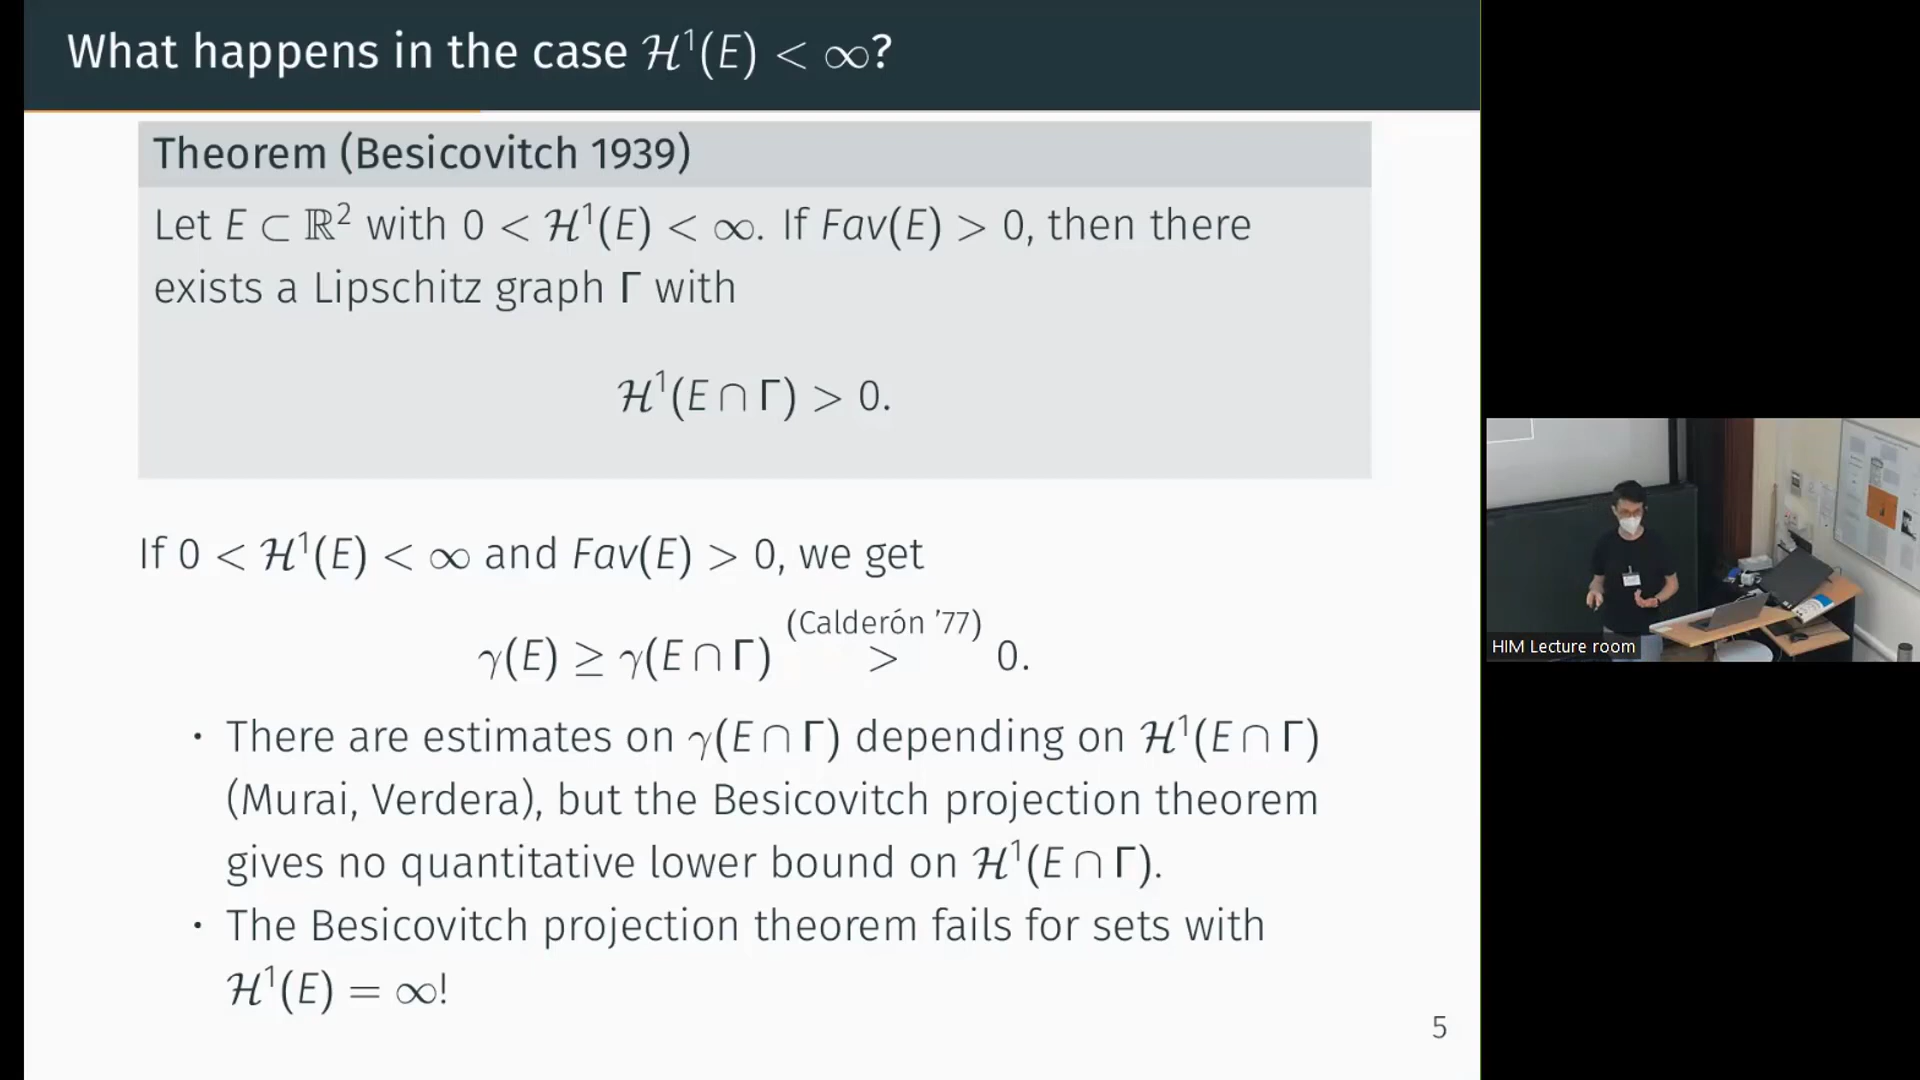 What happens in the case ℋ¹(E) < ∞?
Theorem (Besicovitch 1939)
Let E ⊂ ℝ² with 0 < ℋ¹(E) < ∞. If Fav(E) > 0, then there
exists a Lipschitz graph Γ with
ℋ¹(E ∩ Γ) > 0.
If 0 < ℋ¹(E) < ∞ and Fav(E) > 0, we get
(Calderón ’77)
γ(E) ≥ γ(E ∩ Γ) > 0.
· There are estimates on γ(E ∩ Γ) depending on ℋ¹(E ∩ Γ)
(Murai, Verdera), but the Besicovitch projection theorem
gives no quantitative lower bound on ℋ¹(E ∩ Γ).
· The Besicovitch projection theorem fails for sets with
ℋ¹(E) = ∞!
5
HIM Lecture room